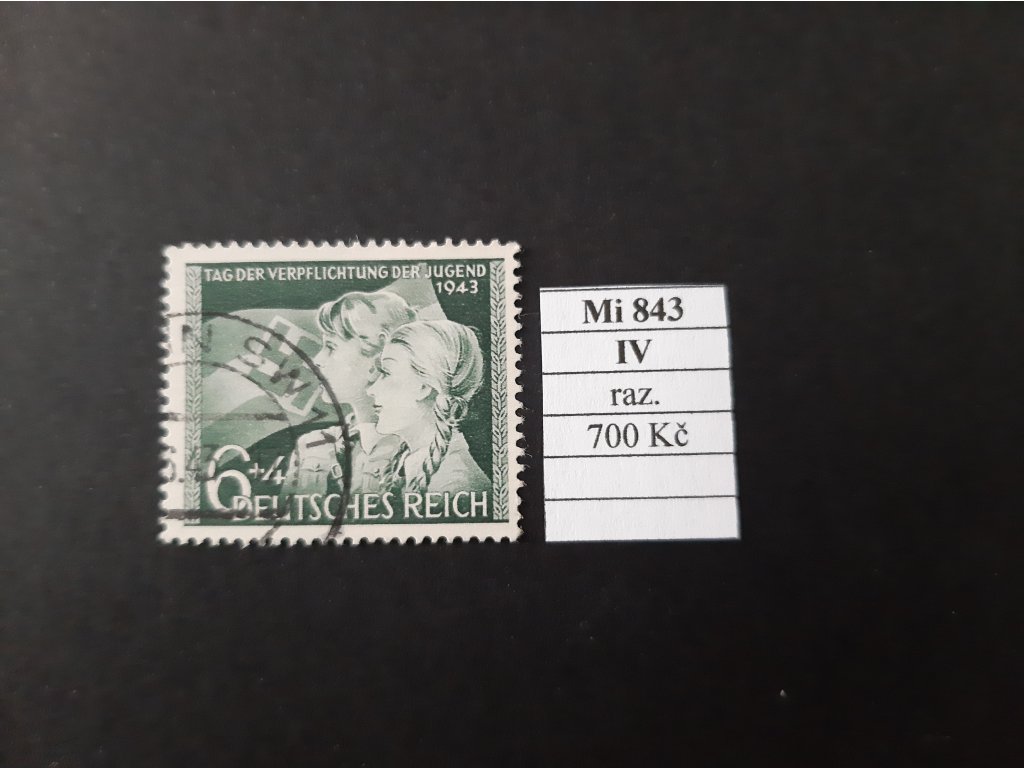 TAG DER VERPFLICHTUNG DER JUGEND
1943
6+4
DEUTSCHES REICH
Mi 843
IV
raz.
700 Kč